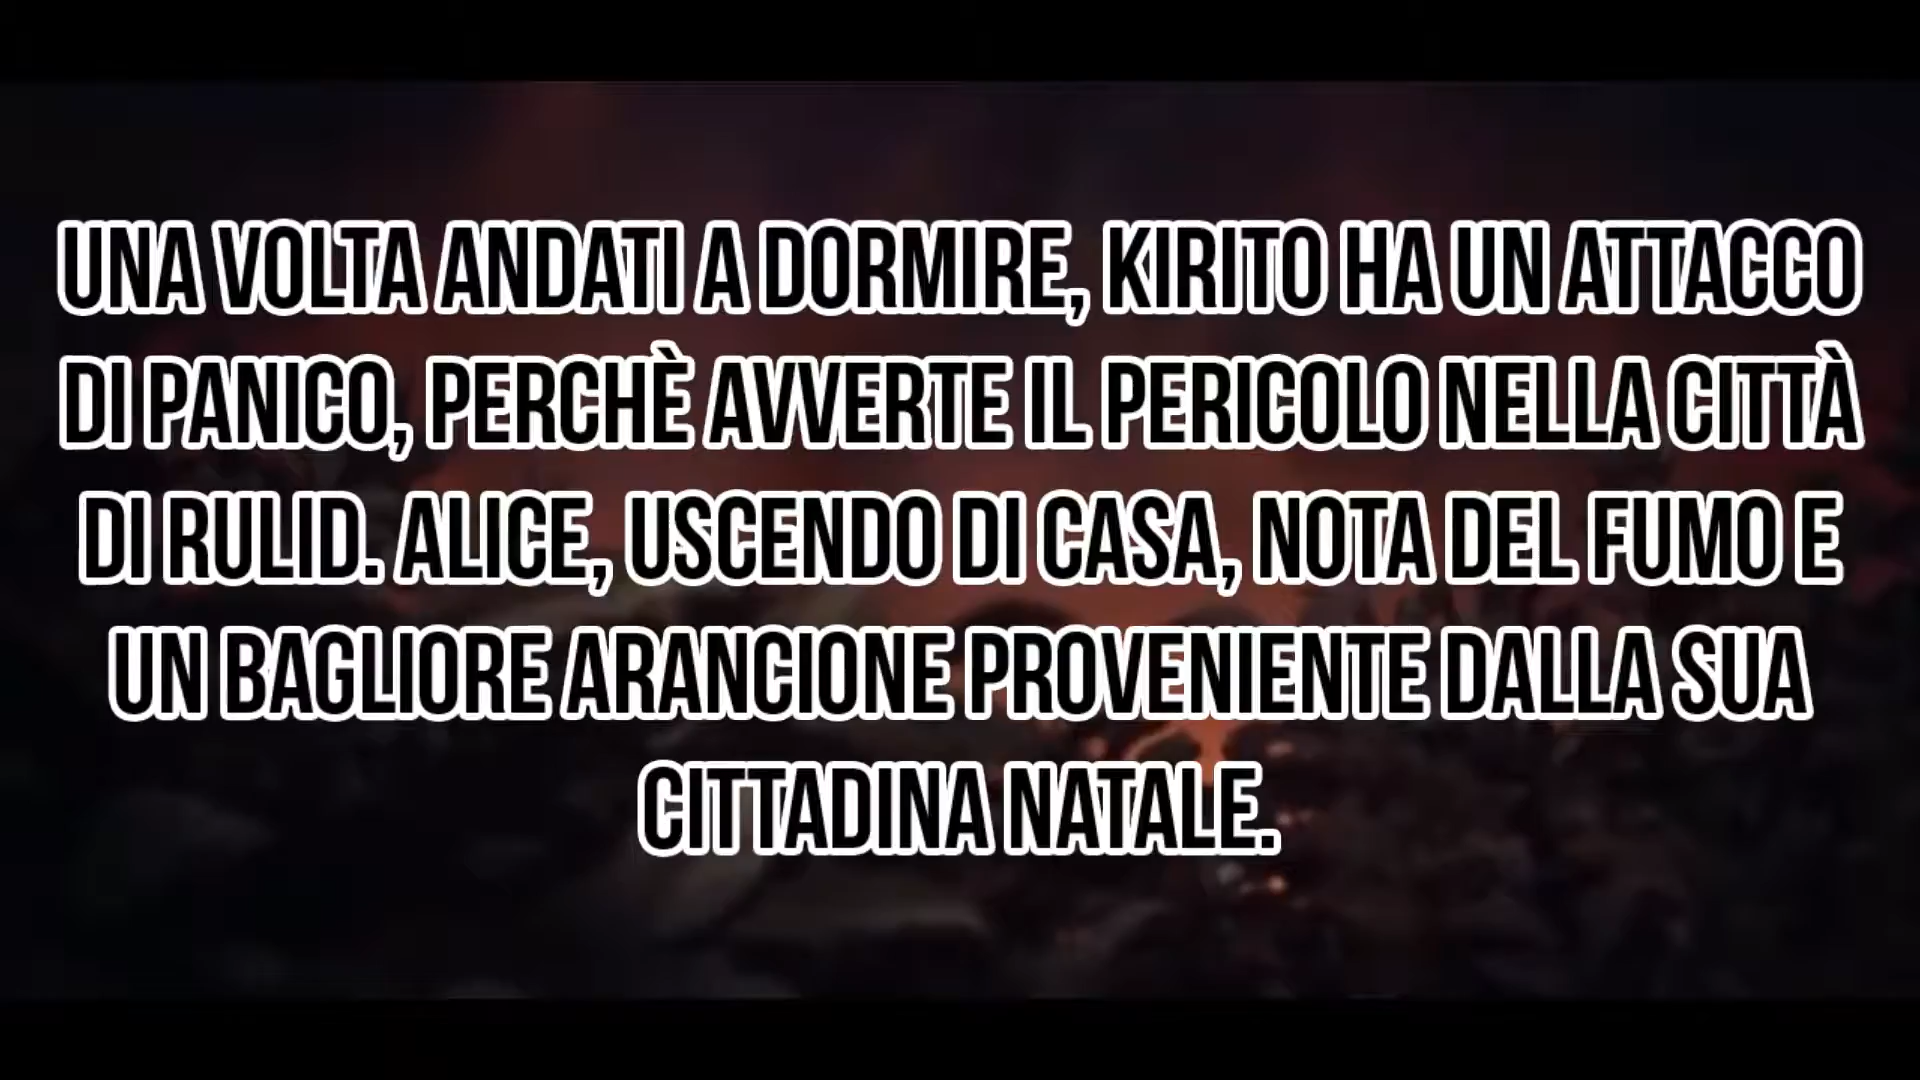 UNA VOLTA ANDATI A DORMIRE, KIRITO HA UN ATTACCO
DI PANICO, PERCHÈ AVVERTE IL PERICOLO NELLA CITTÀ
DI RULID. ALICE, USCENDO DI CASA, NOTA DEL FUMO E
UN BAGLIORE ARANCIONE PROVENIENTE DALLA SUA
CITTADINA NATALE.